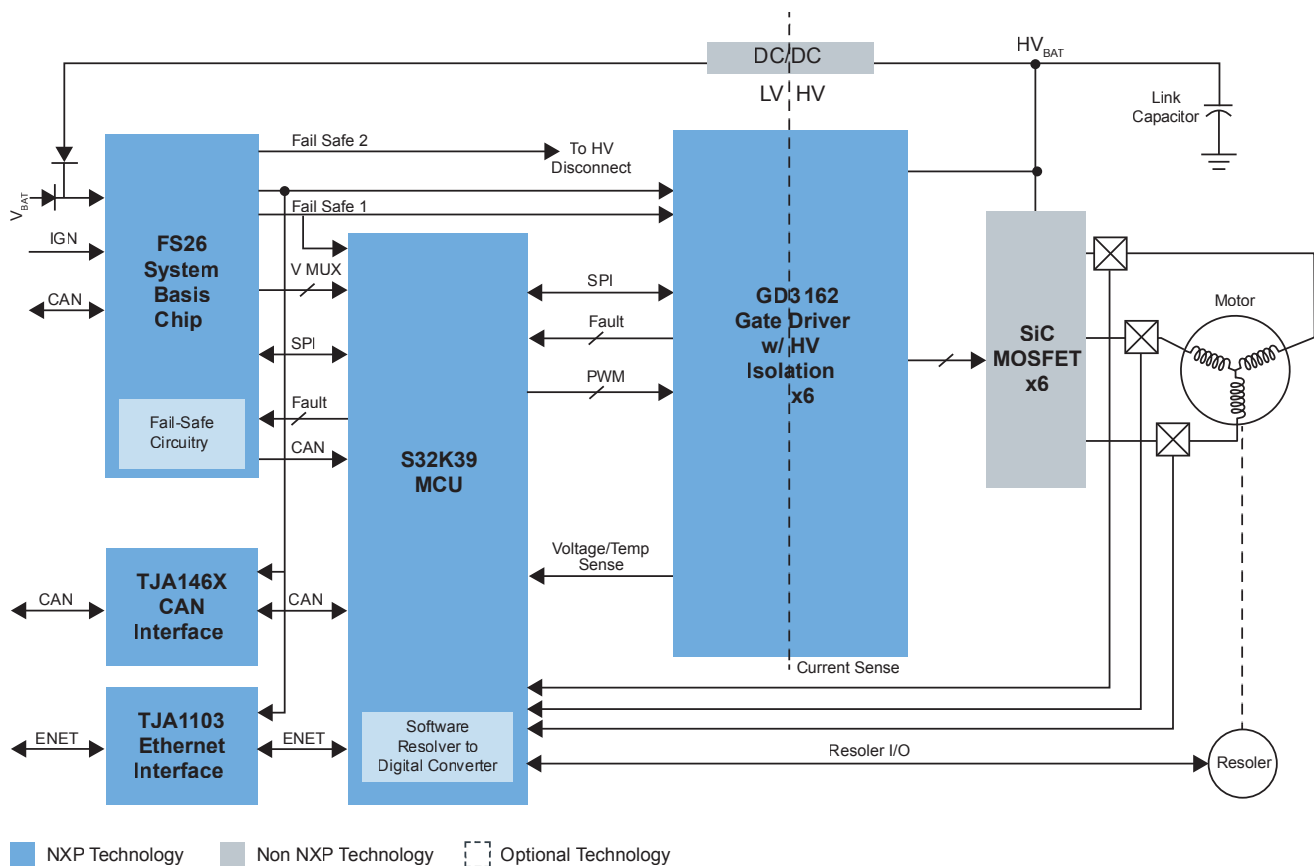 DC/DC
HV BAT
LV HV
Link
Capacitor
Fail Safe 2
To HV
Disconnect
V BAT
Fail Safe 1
IGN
CAN
FS26
System
Basis
Chip
V MUX
SPI
Fault
CAN
Fail-Safe
Circuitry
SPI
Fault
PWM
GD3162
Gate Driver
w/ HV
Isolation
x6
SiC
MOSFET
x6
Motor
S32K39
MCU
Voltage/Temp
Sense
CAN
TJA146X
CAN
Interface
CAN
Current Sense
ENET
TJA1103
Ethernet
Interface
ENET
Software
Resolver to
Digital Converter
Resoler I/O
Resoler
NXP Technology
Non NXP Technology
Optional Technology